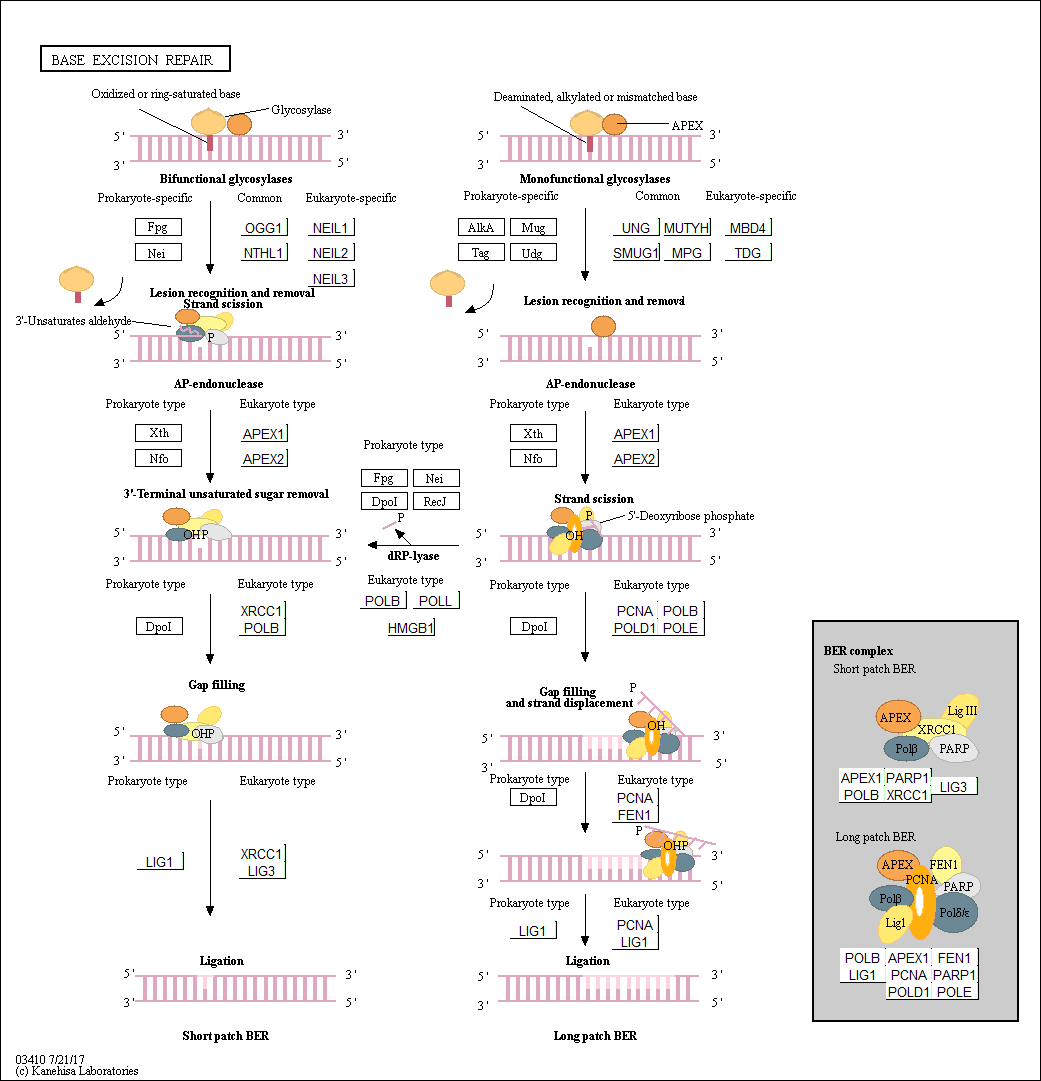 BASE EXCISION REPAIR
Oxidized or ring-saturated base
Glycosylase
5'
3'
3'
5'
Bifunctional glycosylases
Prokaryote-specific
Common
Eukaryote-specific
Fpg
OGG1
NEIL1
Nei
NTHL1
NEIL2
NEIL3
Lesion recognition and removal
Strand scission
3'-Unsaturates aldehyde
P
5'
3'
3'
5'
AP-endonuclease
Prokaryote type
Eukaryote type
Xth
APEX1
Nfo
APEX2
3'-Terminal unsaturated sugar removal
OHP
5'
3'
3'
5'
Prokaryote type
Eukaryote type
XRCC1
DpoI
POLB
Gap filling
OHP
5'
3'
3'
5'
Prokaryote type
Eukaryote type
LIG1
XRCC1
LIG3
Ligation
5'
3'
3'
5'
Short patch BER
Prokaryote type
Fpg
Nei
DpoI
RecJ
P
dRP-lyase
Eukaryote type
POLB
POLL
HMGB1
Deaminated, alkylated or mismatched base
APEX
5'
3'
3'
5'
Monofunctional glycosylases
Prokaryote-specific
Common
Eukaryote-specific
AlkA
Mug
UNG
MUTYH
MBD4
Tag
Udg
SMUG1
MPG
TDG
Lesion recognition and remova
5'
3'
3'
5'
AP-endonuclease
Prokaryote type
Eukaryote type
Xth
APEX1
Nfo
APEX2
Strand scission
P
5'-Deoxyribose phosphate
OH
5'
3'
3'
5'
Prokaryote type
Eukaryote type
PCNA
POLB
DpoI
POLD1
POLE
Gap filling
and strand displacement
P
OH
5'
3'
3'
5'
Prokaryote type
Eukaryote type
DpoI
PCNA
FEN1
P
OHP
5'
3'
3'
5'
Prokaryote type
Eukaryote type
LIG1
PCNA
LIG1
Ligation
5'
3'
3'
5'
Long patch BER
BER complex
Short patch BER
Lig III
APEX
XRCC1
Polβ
PARP
APEX1
PARP1
LIG3
POLB
XRCC1
Long patch BER
APEX
FEN1
PCNA
PARP
Polβ
Polδ/ε
LigI
POLB
APEX1
FEN1
LIG1
PCNA
PARP1
POLD1
POLE
03410 7/21/17
(c) Kanehisa Laboratories